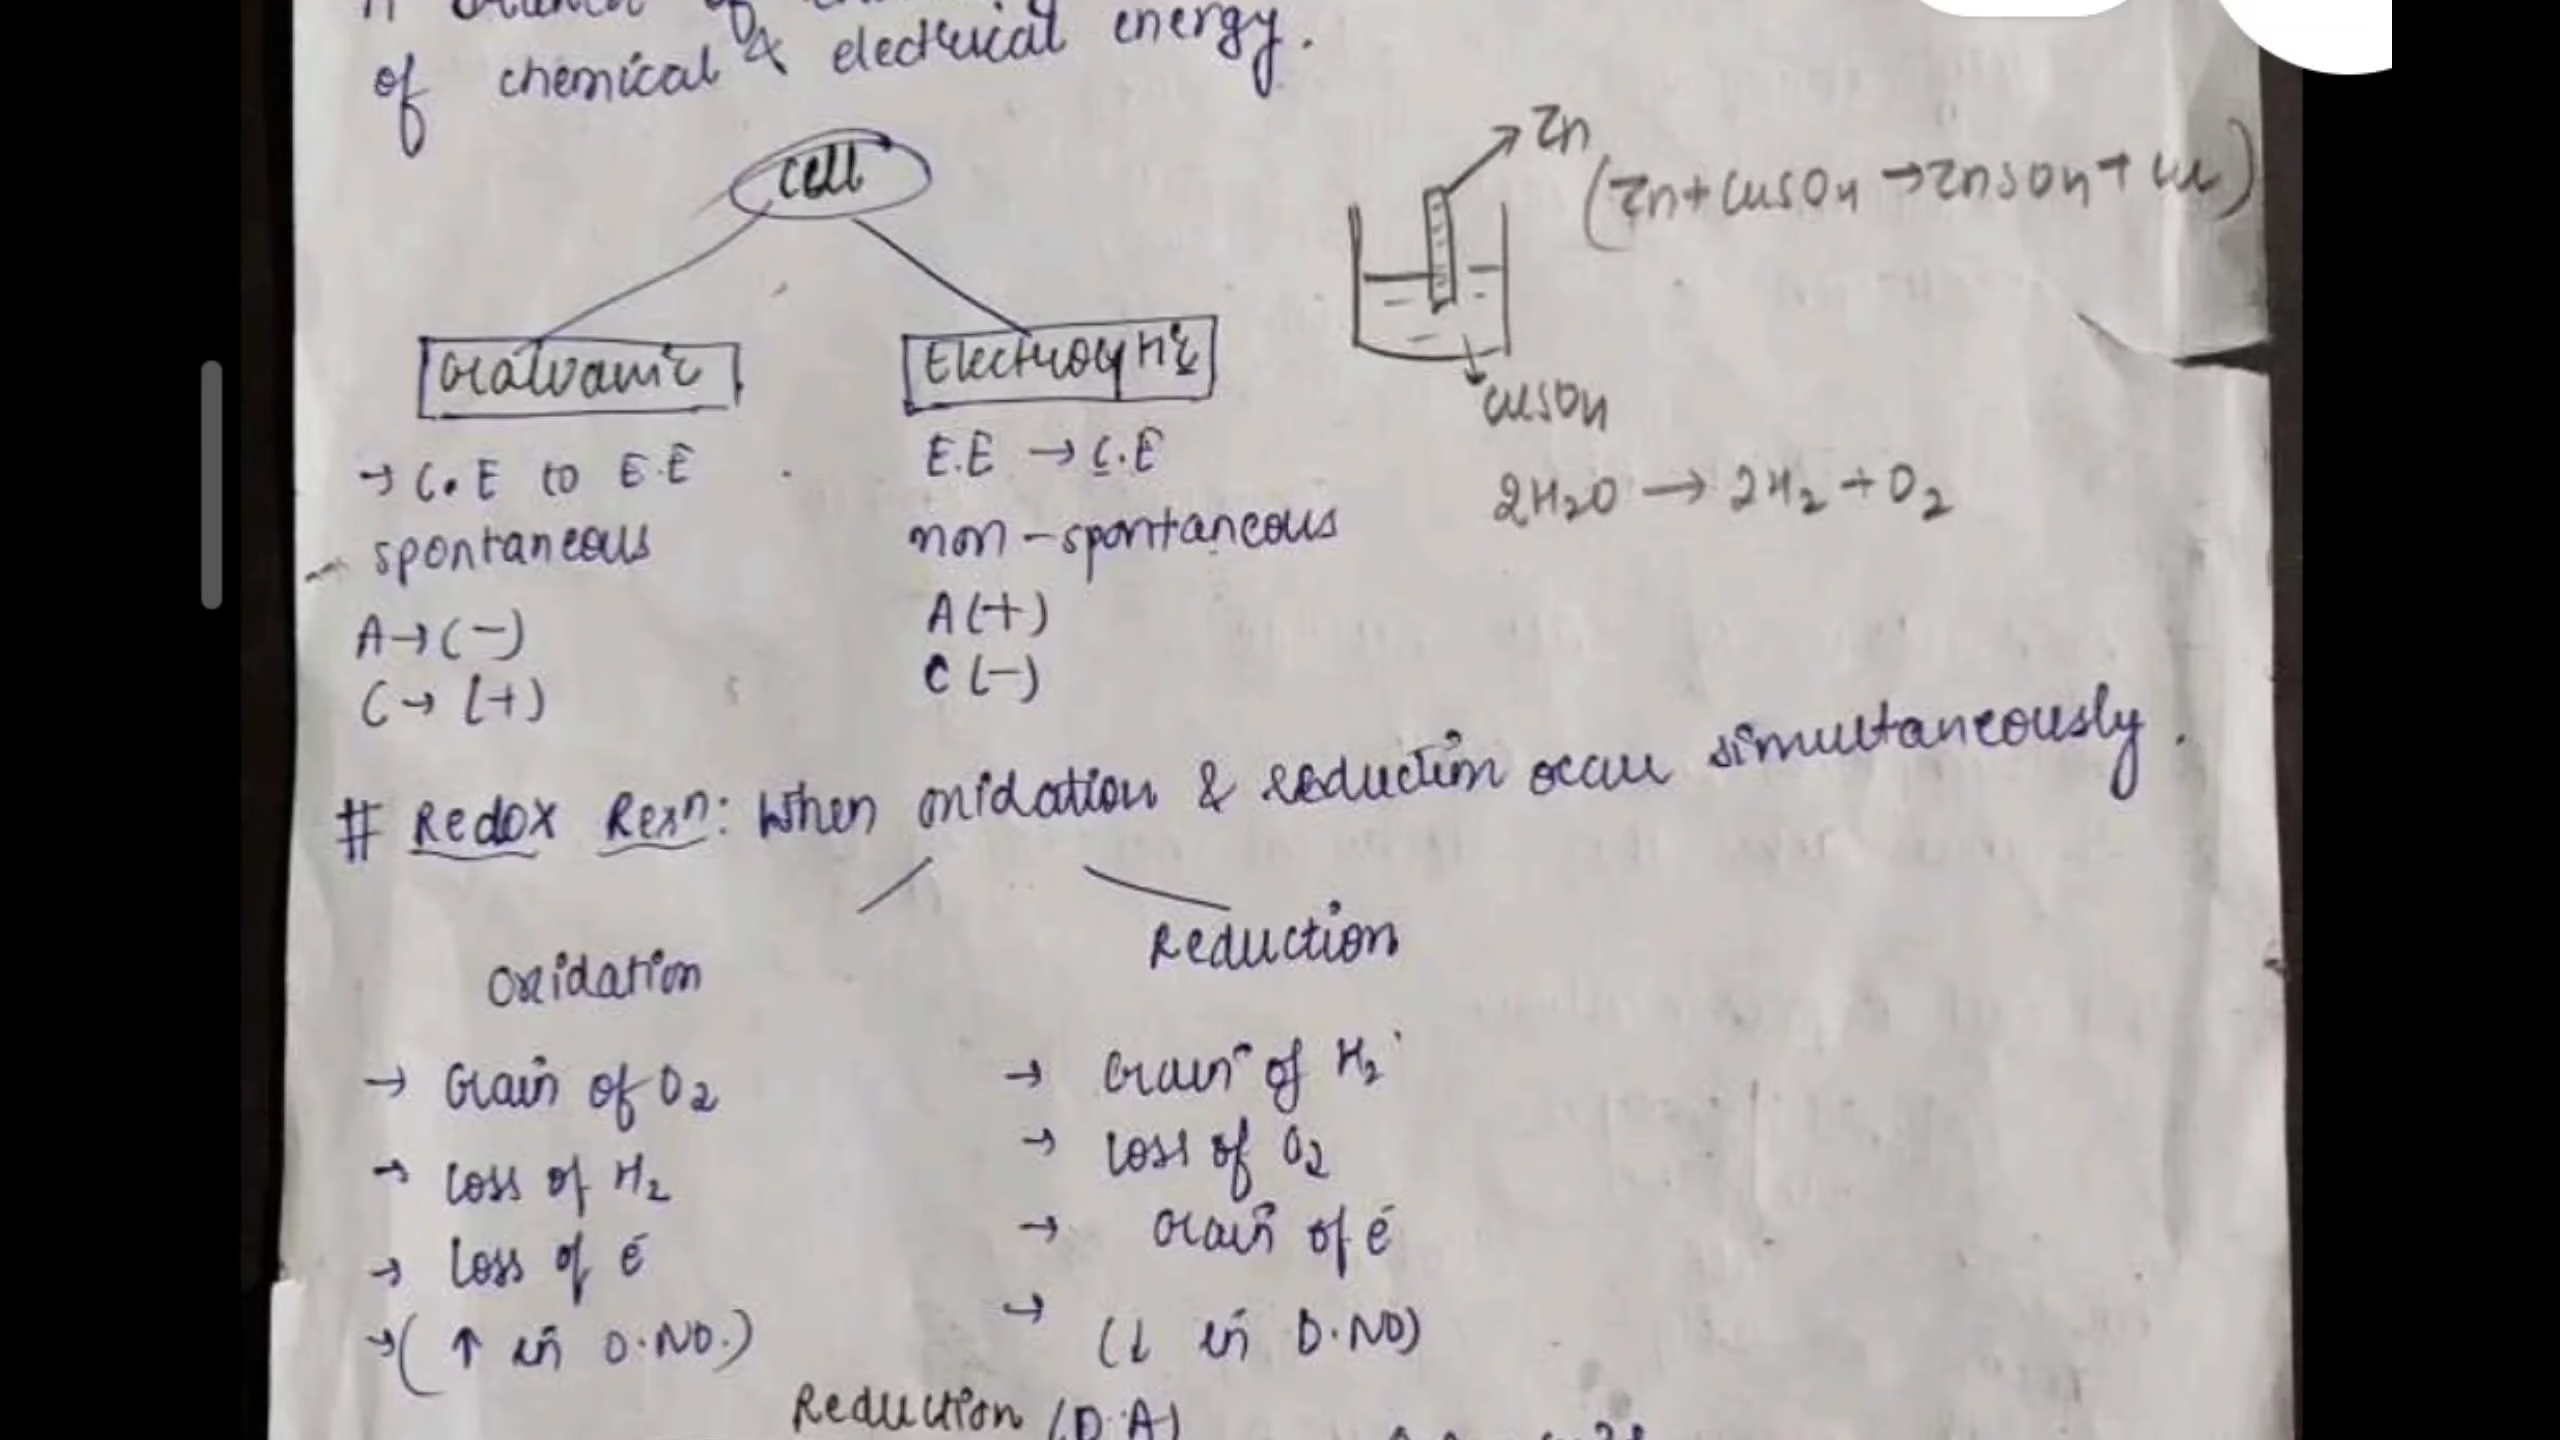 of chemical & electrical energy.
cell
Galvanic
Electrolytic
→ C.E to E.E
spontaneous
A → (-)
C → (+)
E.E → C.E
non-spontaneous
A (+)
C (-)
Zn
(Zn + CuSO4 → ZnSO4 + Cu)
CuSO4
2H2O → 2H2 + O2
# Redox Rexn: When oxidation & reduction occur simultaneously.
Oxidation
→ Gain of O2
→ Loss of H2
→ Loss of é
→ (↑ in O.NO.)
Reduction
→ Gain of H2
→ Loss of O2
→ Gain of é
→ (↓ in O.NO)
Reduction (O.A)